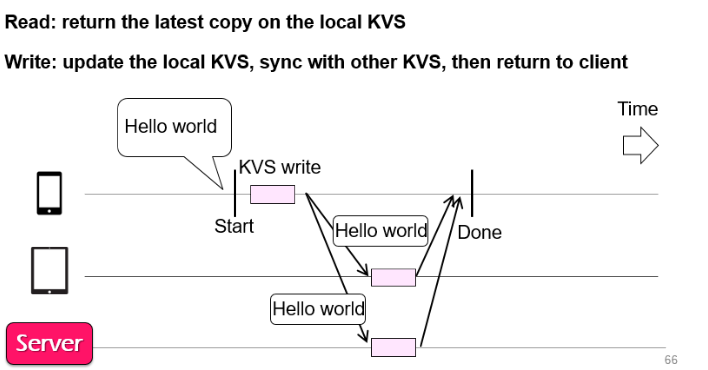 Read: return the latest copy on the local KVS
Write: update the local KVS, sync with other KVS, then return to client
Time
Hello world
KVS write
Start
Hello world
Done
Hello world
Server
66